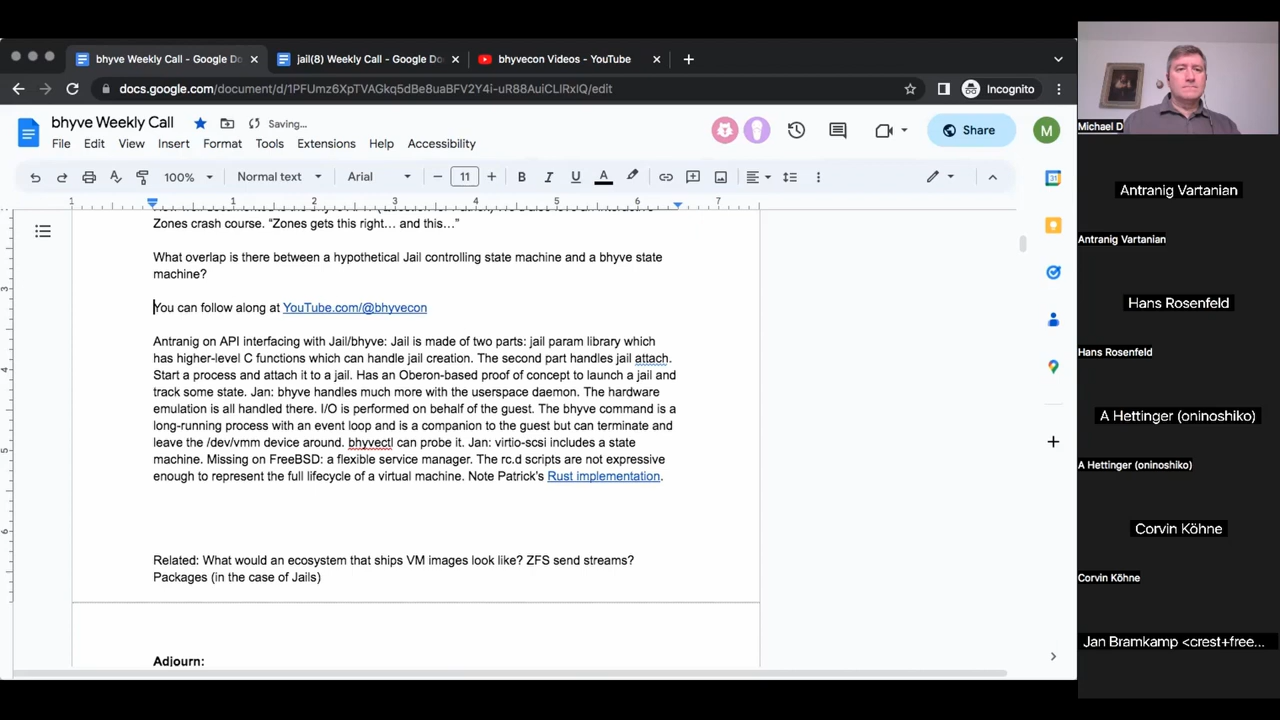 bhyve Weekly Call - Google Do
jail(8) Weekly Call - Google Do
bhyvecon Videos - YouTube
docs.google.com/document/d/1PFUmz6XpTVAGkq5dBe8uaBFV2Y4i-uR88AuiCLlRxIQ/edit
Incognito
bhyve Weekly Call
Saving...
Share
M
File Edit View Insert Format Tools Extensions Help Accessibility
100% Normal text Arial 11 B I U A
1 1 2 3 4 5 6 7
Zones crash course. “Zones gets this right… and this…”
What overlap is there between a hypothetical Jail controlling state machine and a bhyve state
machine?
You can follow along at YouTube.com/@bhyvecon
Antranig on API interfacing with Jail/bhyve: Jail is made of two parts: jail param library which
has higher-level C functions which can handle jail creation. The second part handles jail attach.
Start a process and attach it to a jail. Has an Oberon-based proof of concept to launch a jail and
track some state. Jan: bhyve handles much more with the userspace daemon. The hardware
emulation is all handled there. I/O is performed on behalf of the guest. The bhyve command is a
long-running process with an event loop and is a companion to the guest but can terminate and
leave the /dev/vmm device around. bhyvectl can probe it. Jan: virtio-scsi includes a state
machine. Missing on FreeBSD: a flexible service manager. The rc.d scripts are not expressive
enough to represent the full lifecycle of a virtual machine. Note Patrick's Rust implementation.
Related: What would an ecosystem that ships VM images look like? ZFS send streams?
Packages (in the case of Jails)
Adjourn:
3
4
5
6
Michael D
Antranig Vartanian
Antranig Vartanian
Hans Rosenfeld
Hans Rosenfeld
A Hettinger (oninoshiko)
A Hettinger (oninoshiko)
Corvin Köhne
Corvin Köhne
Jan Bramkamp <crest+free...